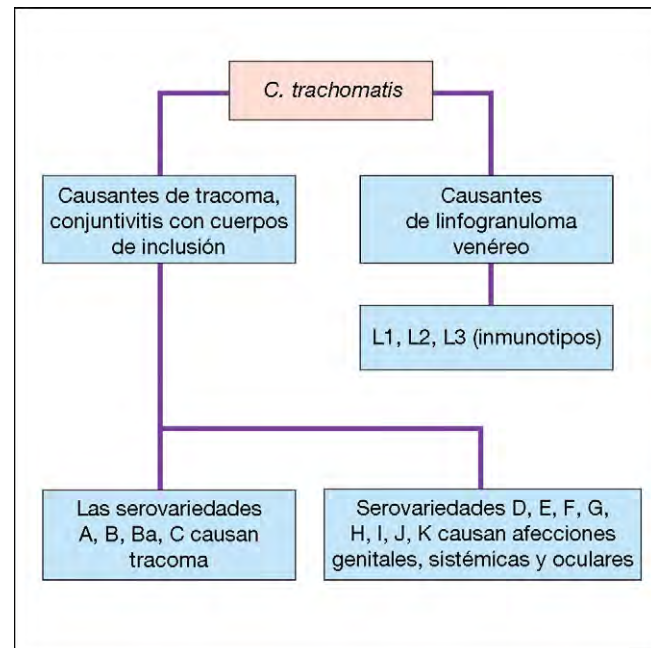 C. trachomatis
Causantes de tracoma,
conjuntivitis con cuerpos
de inclusión
Causantes
de linfogranuloma
venéreo
L1, L2, L3 (inmunotipos)
Las serovariedades
A, B, Ba, C causan
tracoma
Serovariedades D, E, F, G,
H, I, J, K causan afecciones
genitales, sistémicas y oculares